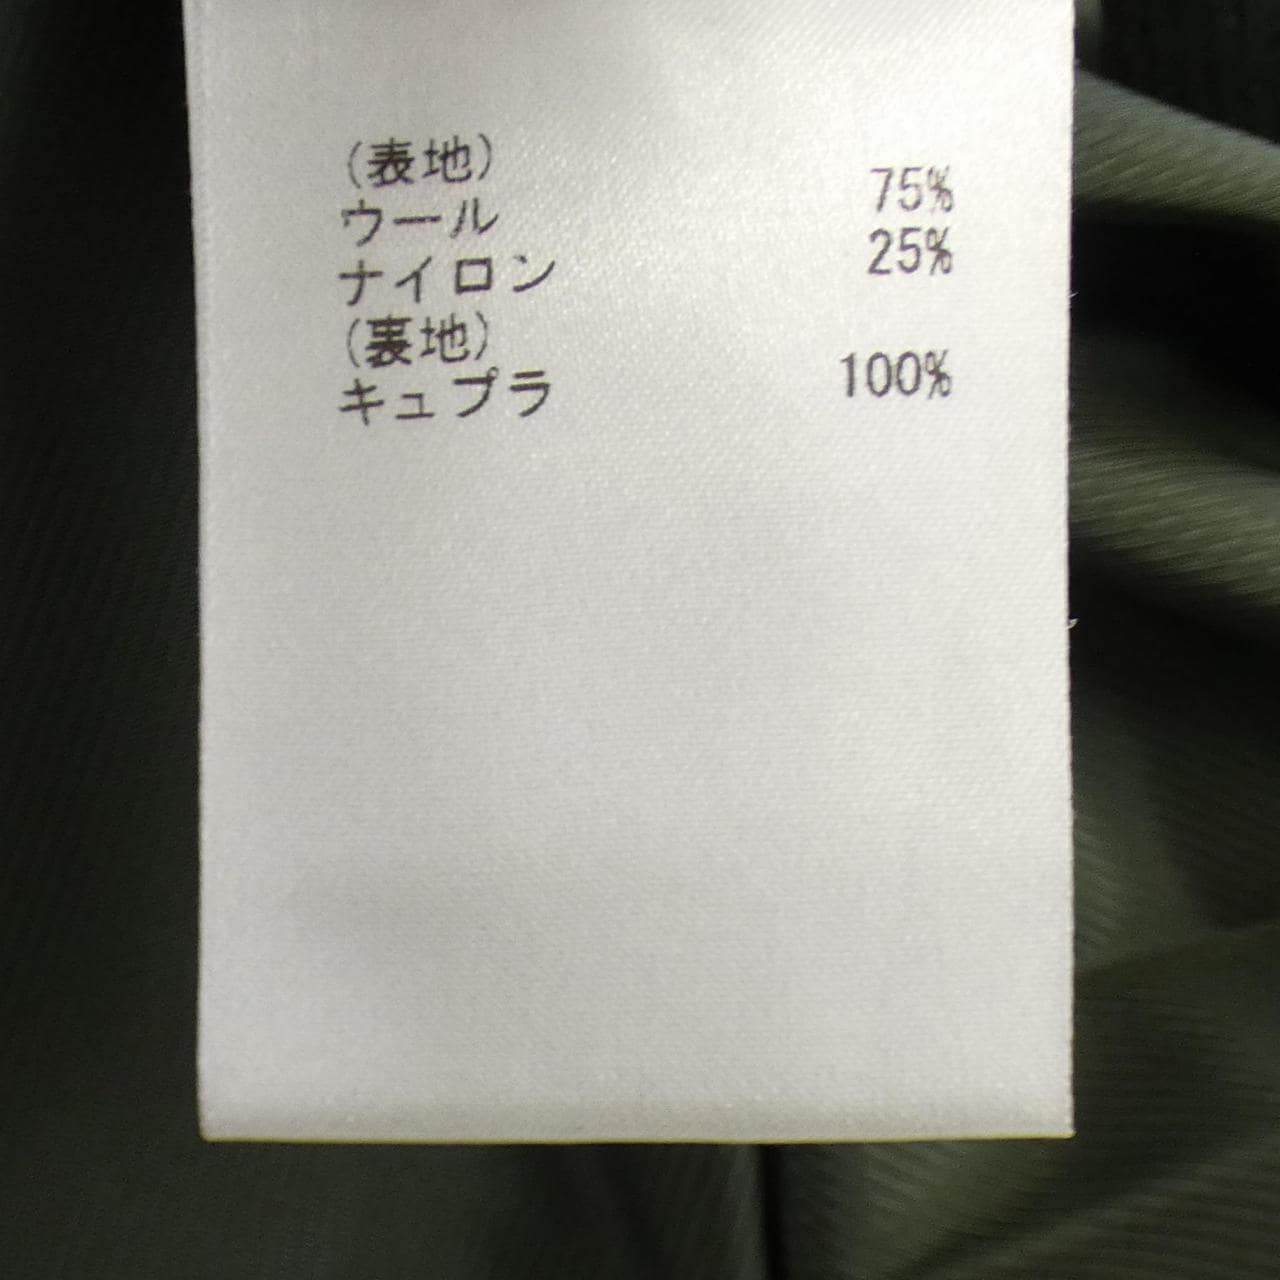 (表地)
ウール 75%
ナイロン 25%
(裏地)
キュプラ 100%